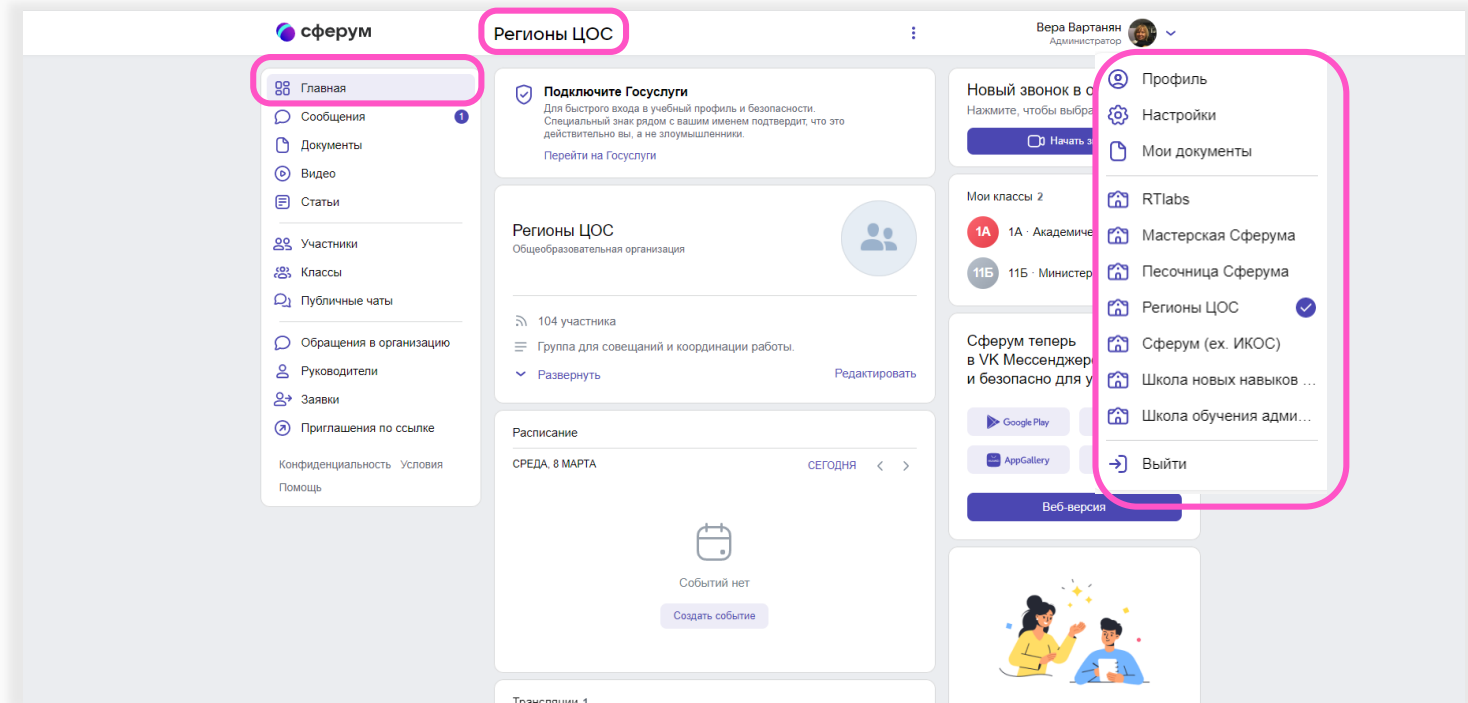 сферум
Регионы ЦОС
Вера Вартанян
Администратор
Главная
Сообщения 1
Документы
Видео
Статьи
Участники
Классы
Публичные чаты
Обращения в организацию
Руководители
Заявки
Приглашения по ссылке
Конфиденциальность Условия
Помощь
Подключите Госуслуги
Для быстрого входа в учебный профиль и безопасности.
Специальный знак рядом с вашим именем подтвердит, что это
действительно вы, а не злоумышленники.
Перейти на Госуслуги
Регионы ЦОС
Общеобразовательная организация
104 участника
Группа для совещаний и координации работы.
Развернуть Редактировать
Расписание
СРЕДА, 8 МАРТА СЕГОДНЯ
Событий нет
Создать событие
Трансляции 1
Новый звонок в о
Нажмите, чтобы выбра
Начать з
Мои классы 2
1А 1А · Академиче
11Б 11Б · Министер
Сферум теперь
в VK Мессенджер
и безопасно для у
Google Play
AppGallery
Веб-версия
Профиль
Настройки
Мои документы
RTlabs
Мастерская Сферума
Песочница Сферума
Регионы ЦОС
Сферум (ex. ИКОС)
Школа новых навыков ...
Школа обучения адми...
Выйти